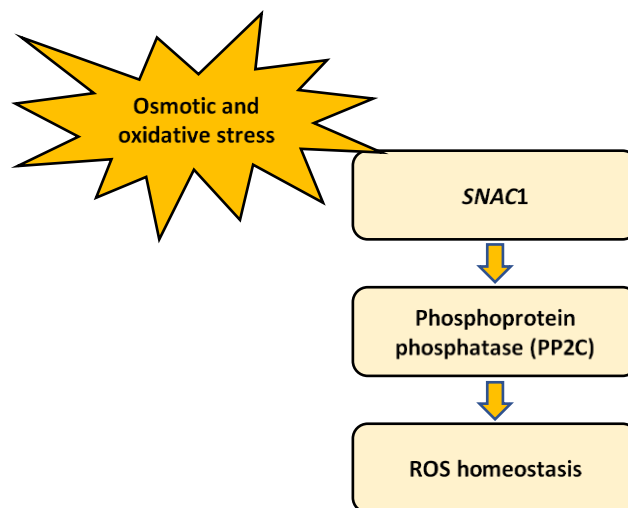 Osmotic and
oxidative stress
SNAC1
Phosphoprotein
phosphatase (PP2C)
ROS homeostasis